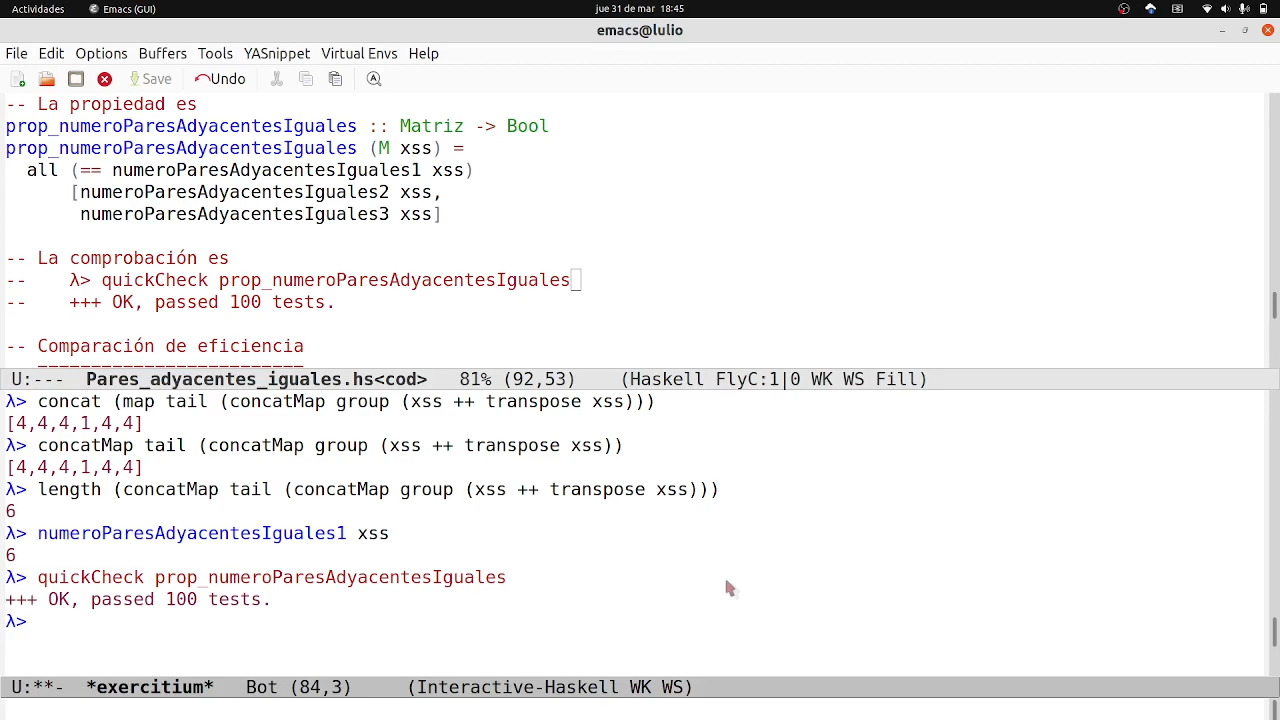 Actividades Emacs (GUI) jue 31 de mar 18:45
emacs@lulio
File Edit Options Buffers Tools YASnippet Virtual Envs Help
Save Undo
-- La propiedad es
prop_numeroParesAdyacentesIguales :: Matriz -> Bool
prop_numeroParesAdyacentesIguales (M xss) =
  all (== numeroParesAdyacentesIguales1 xss)
      [numeroParesAdyacentesIguales2 xss,
       numeroParesAdyacentesIguales3 xss]
-- La comprobación es
--    λ> quickCheck prop_numeroParesAdyacentesIguales
--    +++ OK, passed 100 tests.
-- Comparación de eficiencia
U:--- Pares_adyacentes_iguales.hs<cod> 81% (92,53) (Haskell FlyC:1|0 WK WS Fill)
λ> concat (map tail (concatMap group (xss ++ transpose xss)))
[4,4,4,1,4,4]
λ> concatMap tail (concatMap group (xss ++ transpose xss))
[4,4,4,1,4,4]
λ> length (concatMap tail (concatMap group (xss ++ transpose xss)))
6
λ> numeroParesAdyacentesIguales1 xss
6
λ> quickCheck prop_numeroParesAdyacentesIguales
+++ OK, passed 100 tests.
λ>
U:**- *exercitium* Bot (84,3) (Interactive-Haskell WK WS)